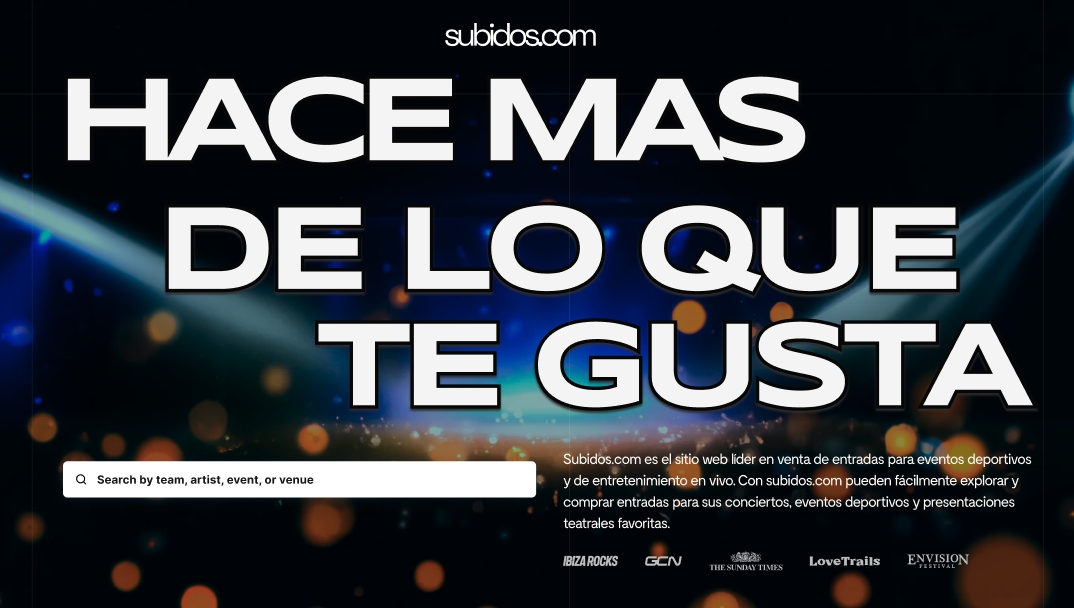 subidos.com
HACE MAS
DE LO QUE
TE GUSTA
Search by team, artist, event, or venue
Subidos.com es el sitio web líder en venta de entradas para eventos deportivos
y de entretenimiento en vivo. Con subidos.com pueden fácilmente explorar y
comprar entradas para sus conciertos, eventos deportivos y presentaciones
teatrales favoritas.
IBIZA ROCKS GCN THE SUNDAY TIMES LoveTrails ENVISION
FESTIVAL